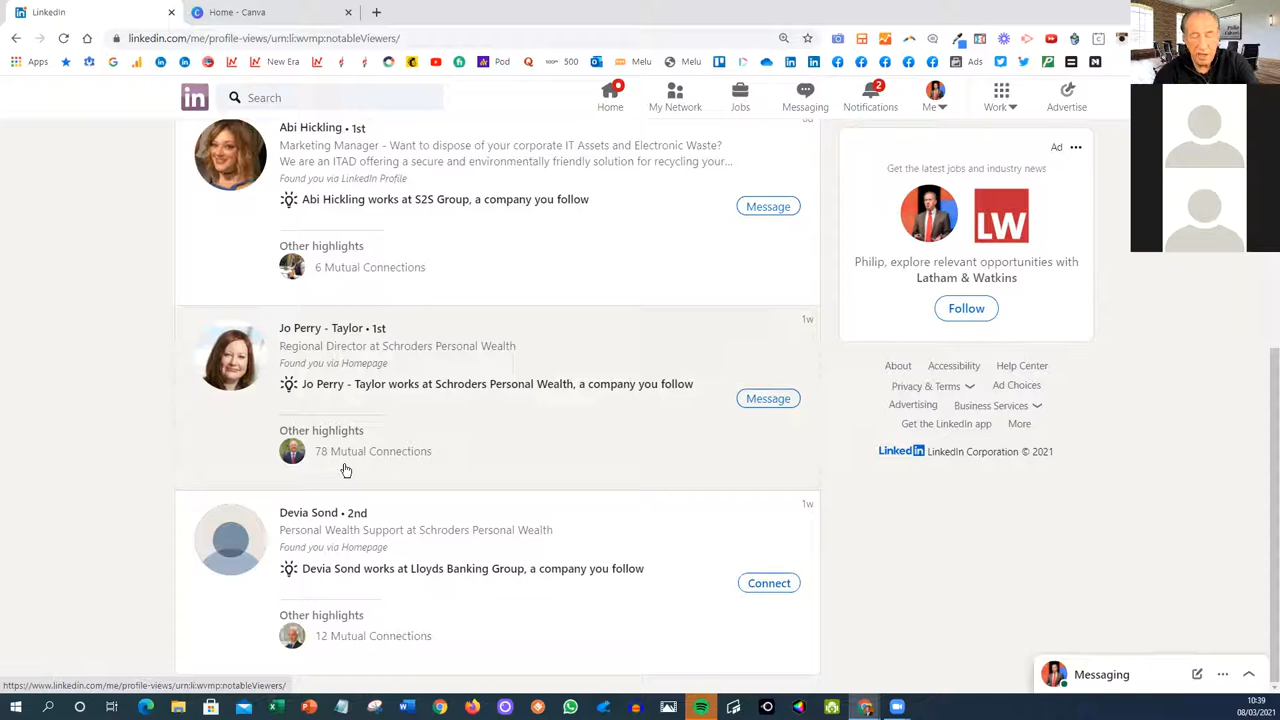 LinkedIn
Home - Canva
linkedin.com/me/profile-views/urn:li:wvmp:notableViewers/
Apps
New Err
Pod
500
Melu
Melu
Ads
in
Search
Home
My Network
Jobs
Messaging
2
Notifications
Me
Work
Advertise
Abi Hickling • 1st
Marketing Manager - Want to dispose of your corporate IT Assets and Electronic Waste?
We are an ITAD offering a secure and environmentally friendly solution for recycling your...
Found you via LinkedIn Profile
Abi Hickling works at S2S Group, a company you follow
Message
Other highlights
6 Mutual Connections
Jo Perry - Taylor • 1st
1w
Regional Director at Schroders Personal Wealth
Found you via Homepage
Jo Perry - Taylor works at Schroders Personal Wealth, a company you follow
Message
Other highlights
78 Mutual Connections
Devia Sond • 2nd
1w
Personal Wealth Support at Schroders Personal Wealth
Found you via Homepage
Devia Sond works at Lloyds Banking Group, a company you follow
Connect
Other highlights
12 Mutual Connections
Ad
Get the latest jobs and industry news
LW
Philip, explore relevant opportunities with
Latham & Watkins
Follow
About Accessibility Help Center
Privacy & Terms Ad Choices
Advertising Business Services
Get the LinkedIn app More
LinkedIn LinkedIn Corporation © 2021
Messaging
https://www.linkedin.com/me/profile-views/urn:li:wvmp:notableViewers/
10:39
08/03/2021